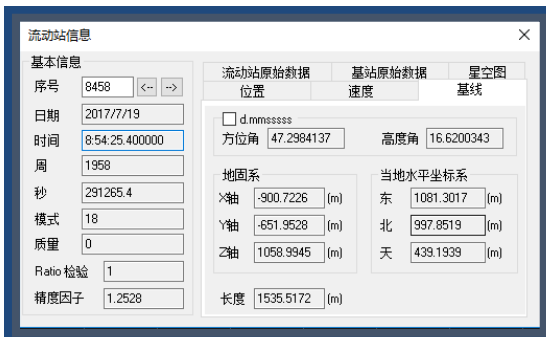 流动站信息
基本信息
序号 8458 <-- -->
日期 2017/7/19
时间 8:54:25.400000
周 1958
秒 291265.4
模式 18
质量 0
Ratio 检验 1
精度因子 1.2528
流动站原始数据 基站原始数据 星空图
位置 速度 基线
d.mmsssss
方位角 47.2984137 高度角 16.6200343
地固系 当地水平坐标系
X轴 -900.7226 (m) 东 1081.3017 (m)
Y轴 -651.9528 (m) 北 997.8519 (m)
Z轴 1058.9945 (m) 天 439.1939 (m)
长度 1535.5172 (m)